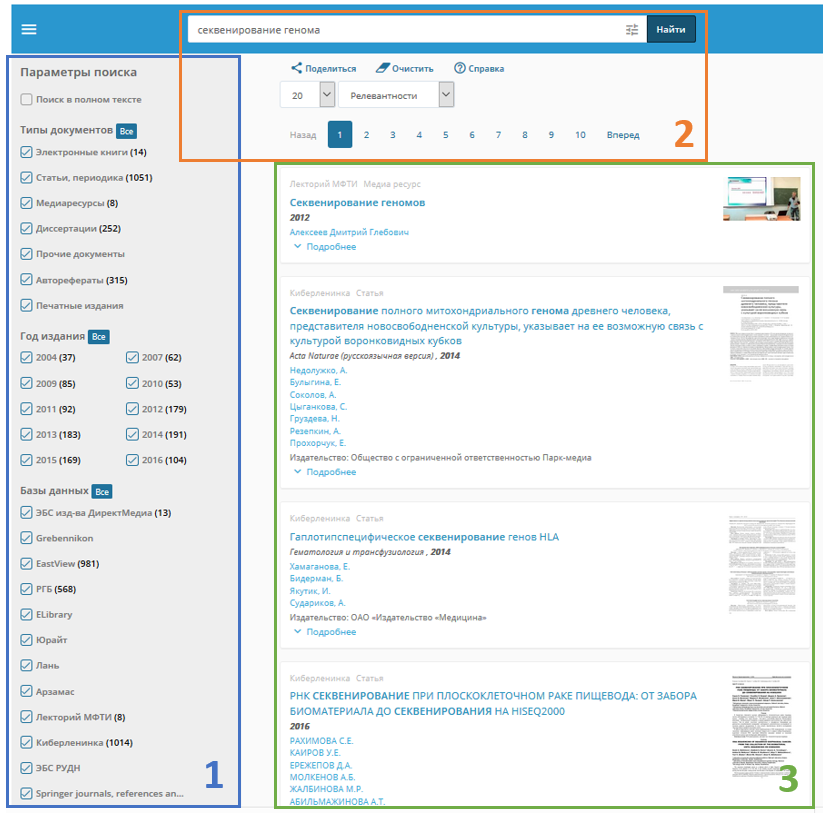 секвенирование генома
Найти
Параметры поиска
Поиск в полном тексте
Типы документов Все
Электронные книги (14)
Статьи, периодика (1051)
Медиаресурсы (8)
Диссертации (252)
Прочие документы
Авторефераты (315)
Печатные издания
Год издания Все
2004 (37) 2007 (62)
2009 (85) 2010 (53)
2011 (92) 2012 (179)
2013 (183) 2014 (191)
2015 (169) 2016 (104)
Базы данных Все
ЭБС изд-ва ДиректМедиа (13)
Grebennikon
EastView (981)
РГБ (568)
ELibrary
Юрайт
Лань
Арзамас
Лекторий МФТИ (8)
Киберленинка (1014)
ЭБС РУДН
Springer journals, references an...
1
Поделиться Очистить Справка
20 Релевантности
Назад 1 2 3 4 5 6 7 8 9 10 Вперед
2
Лекторий МФТИ Медиа ресурс
Секвенирование геномов
2012
Алексеев Дмитрий Глебович
Подробнее
Киберленинка Статья
Секвенирование полного митохондриального генома древнего человека,
представителя новосвободненской культуры, указывает на ее возможную связь с
культурой воронковидных кубков
Acta Naturae (русскоязычная версия) , 2014
Недолужко, А.
Булыгина, Е.
Соколов, А.
Цыганкова, С.
Груздева, Н.
Резепкин, А.
Прохорчук, Е.
Издательство: Общество с ограниченной ответственностью Парк-медиа
Подробнее
Киберленинка Статья
Гаплотипспецифическое секвенирование генов HLA
Гематология и трансфузиология , 2014
Хамаганова, Е.
Бидерман, Б.
Якутик, И.
Судариков, А.
Издательство: ОАО «Издательство «Медицина»
Подробнее
Киберленинка Статья
РНК СЕКВЕНИРОВАНИЕ ПРИ ПЛОСКОКЛЕТОЧНОМ РАКЕ ПИЩЕВОДА: ОТ ЗАБОРА
БИОМАТЕРИАЛА ДО СЕКВЕНИРОВАНИЯ НА HISEQ2000
2016
РАХИМОВА С.Е.
КАИРОВ У.Е.
ЕРЕЖЕПОВ Д.А.
МОЛКЕНОВ А.Б.
ЖАЛБИНОВА М.Р.
АБИЛЬМАЖИНОВА А.Т.
3